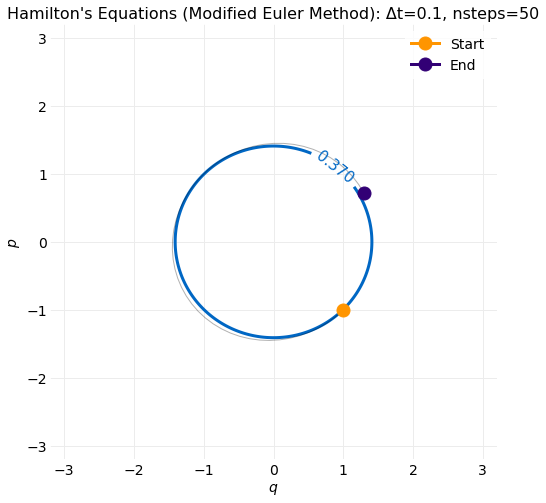 Hamilton's Equations (Modified Euler Method): Δt=0.1, nsteps=50
Start
End
0.370
3
2
1
0
−1
−2
−3
p
−3 −2 −1 0 1 2 3
q